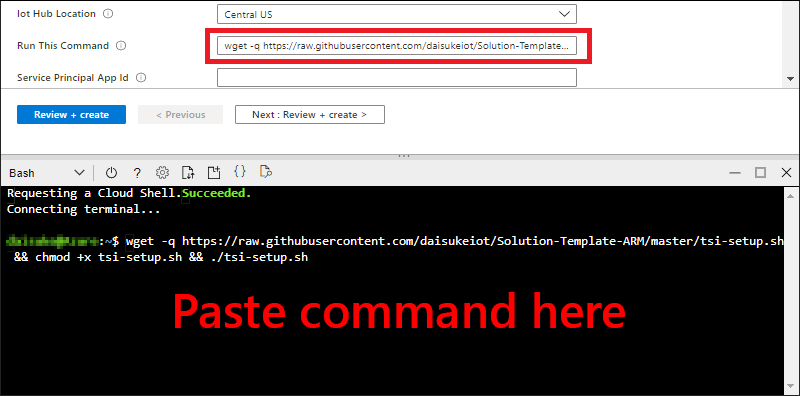 Iot Hub Location
Central US
Run This Command
wget -q https://raw.githubusercontent.com/daisukeiot/Solution-Template...
Service Principal App Id
Review + create
< Previous
Next : Review + create >
Bash
Requesting a Cloud Shell.Succeeded.
Connecting terminal...
:~$ wget -q https://raw.githubusercontent.com/daisukeiot/Solution-Template-ARM/master/tsi-setup.sh
&& chmod +x tsi-setup.sh && ./tsi-setup.sh
Paste command here